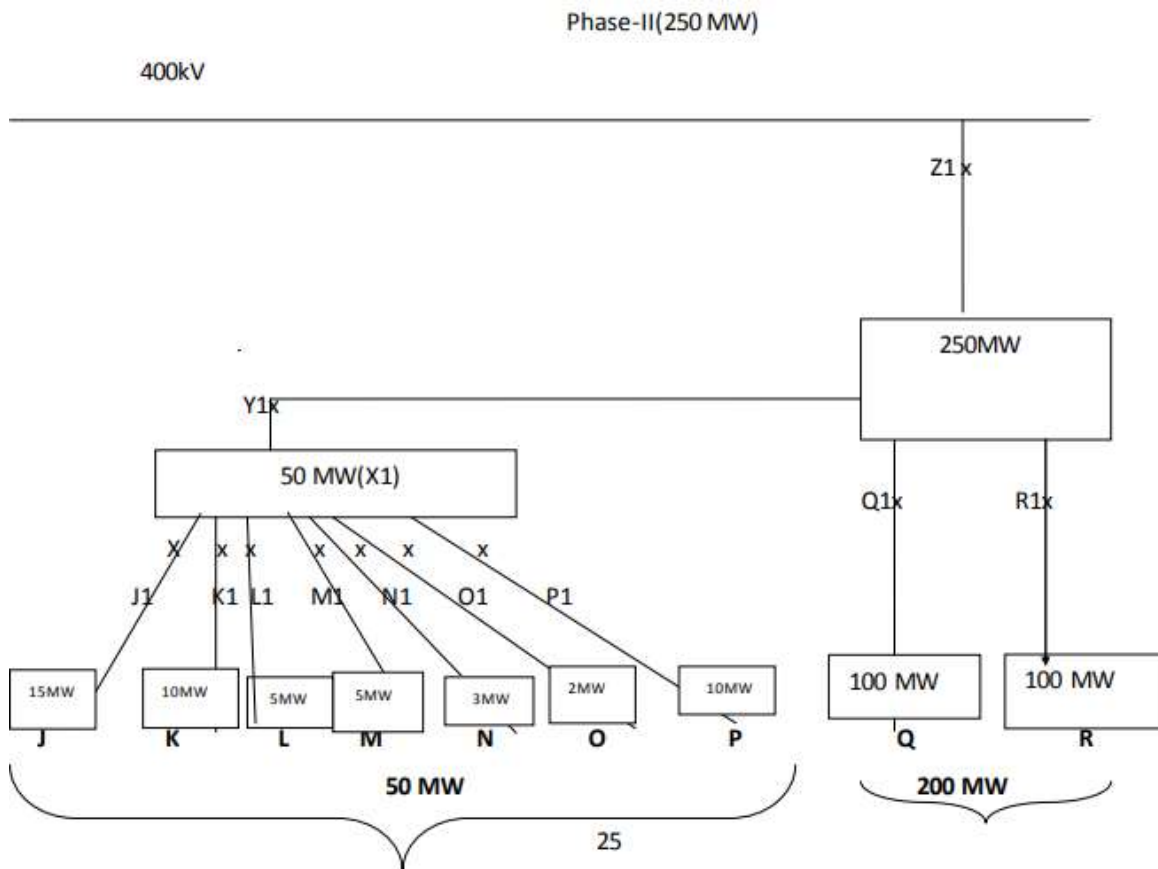 Phase-II(250 MW)
400kV
Z1 x
250MW
Y1x
50 MW(X1)
Q1x R1x
X x x x x x x
J1 K1 L1 M1 N1 O1 P1
15MW 10MW 5MW 5MW 3MW 2MW 10MW 100 MW 100 MW
J K L M N O P Q R
50 MW 200 MW
25